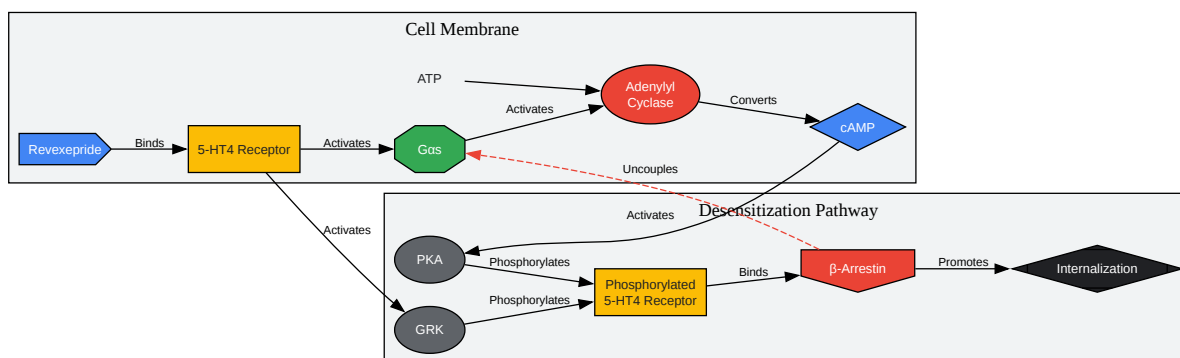 Cell Membrane
ATP
Adenylyl
Cyclase
Activates
Converts
cAMP
Revexepride
Binds
5-HT4 Receptor
Activates
Gαs
Uncouples
Activates
Desensitization Pathway
Activates
PKA
Phosphorylates
Phosphorylated
5-HT4 Receptor
Binds
β-Arrestin
Promotes
Internalization
Phosphorylates
GRK